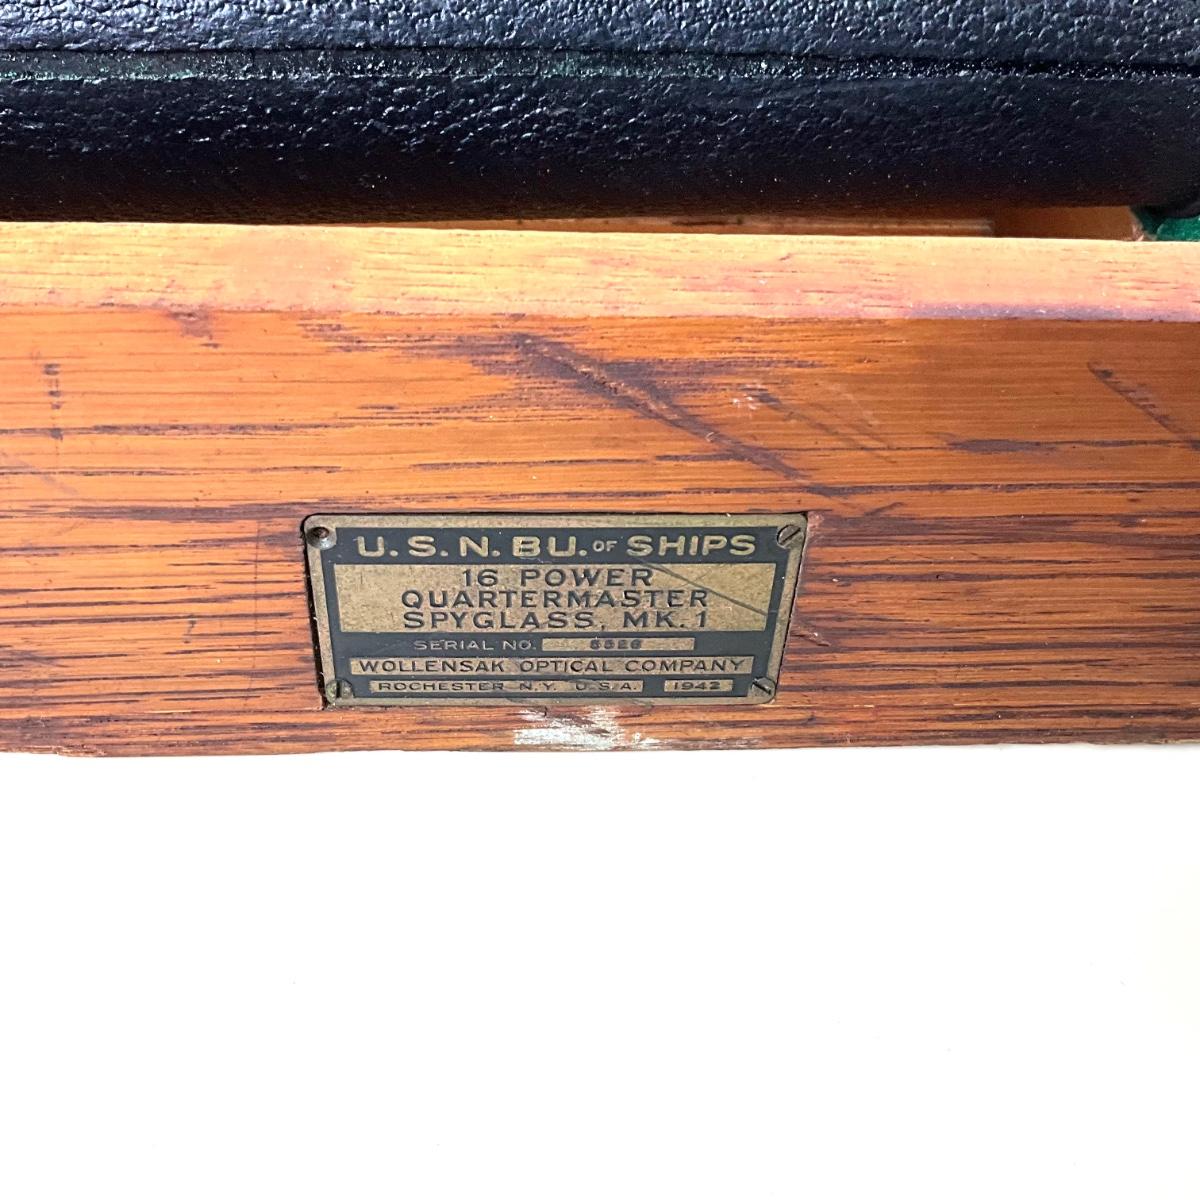 U.S.N. BU. OF SHIPS
16 POWER
QUARTERMASTER
SPYGLASS, MK.1
SERIAL NO.
WOLLENSAK OPTICAL COMPANY
ROCHESTER N.Y. U.S.A. 1942